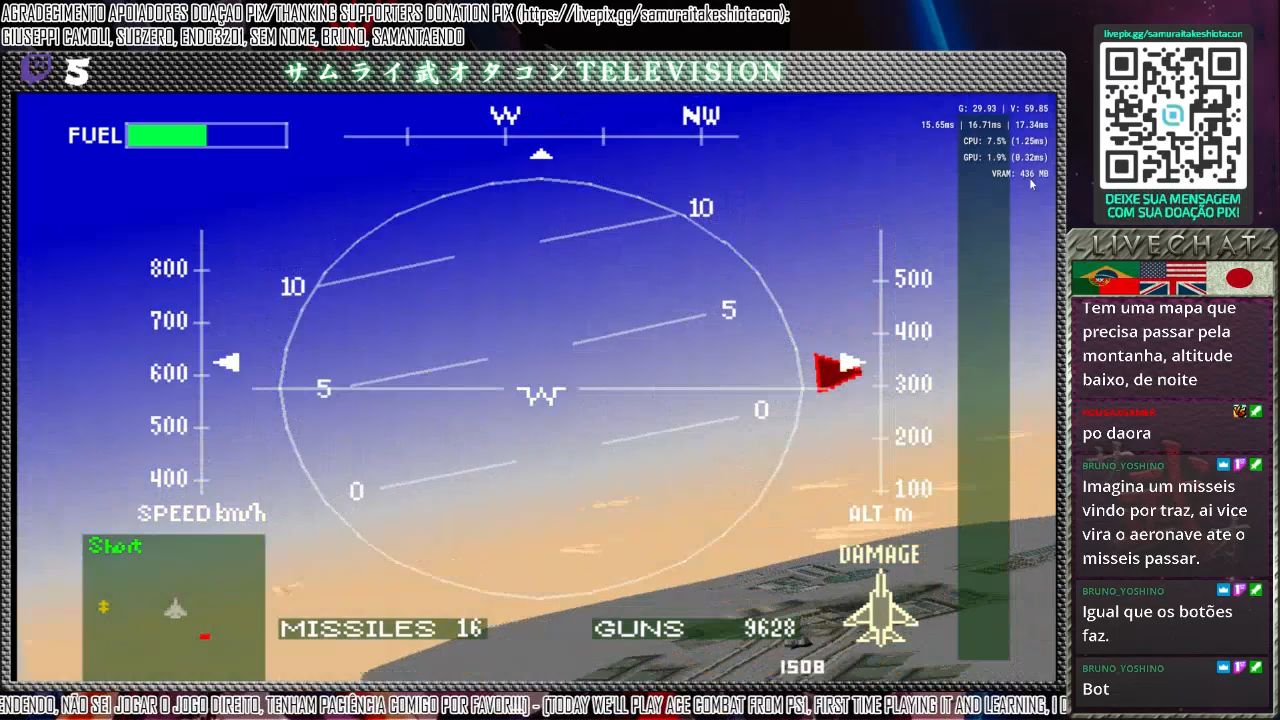 AGRADECIMENTO APOIADORES DOAÇÃO PIX/THANKING SUPPORTERS DONATION PIX (https://livepix.gg/samuraitakeshiotacon):
GIUSEPPI CAMOLI, SUBZERO, ENDO3201, SEM NOME, BRUNO, SAMANTAENDO
5
サムライ武オタコンTELEVISION
livepix.gg/samuraitakeshiotacon
DEIXE SUA MENSAGEM
COM SUA DOAÇÃO PIX!
-LIVECHAT-
FUEL
W
NW
G: 29.93 | V: 59.85
15.65ms | 16.71ms | 17.34ms
CPU: 7.5% (1.25ms)
GPU: 1.9% (0.32ms)
VRAM: 436 MB
10
10
5
5
0
0
800
700
600
500
400
SPEED km/h
500
400
300
200
100
ALT m
DAMAGE
Short
MISSILES 16
GUNS 9628
1508
Tem uma mapa que
precisa passar pela
montanha, altitude
baixo, de noite
po daora
BRUNO_YOSHINO
Imagina um misseis
vindo por traz, ai vice
vira o aeronave ate o
misseis passar.
BRUNO_YOSHINO
Igual que os botões
faz.
BRUNO_YOSHINO
Bot
ENDENDO, NÃO SEI JOGAR O JOGO DIREITO, TENHAM PACIÊNCIA COMIGO POR FAVOR!!!) - (TODAY WE'LL PLAY ACE COMBAT FROM PS1, FIRST TIME PLAYING IT AND LEARNING, I D